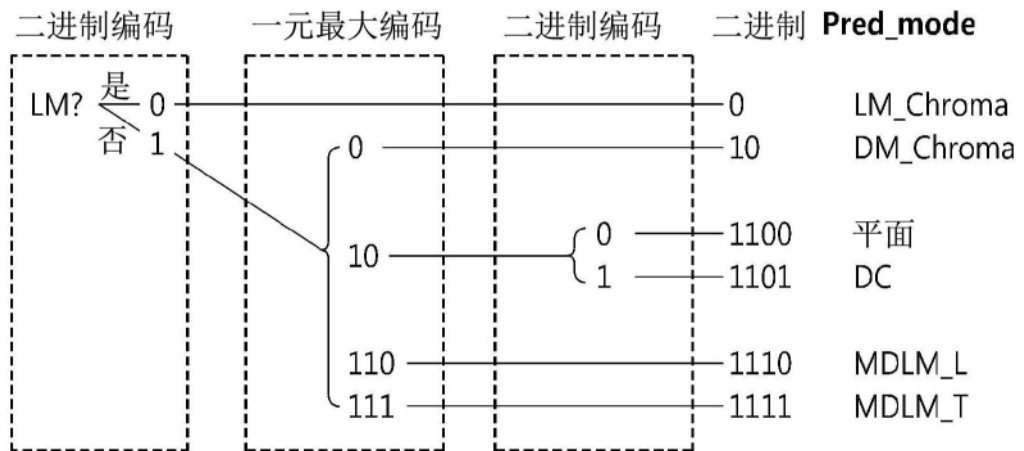 二进制编码 一元最大编码 二进制编码 二进制 Pred_mode
LM? 是 0 0 LM_Chroma
否 1
0 10 DM_Chroma
0 1100 平面
10
1 1101 DC
110 1110 MDLM_L
111 1111 MDLM_T